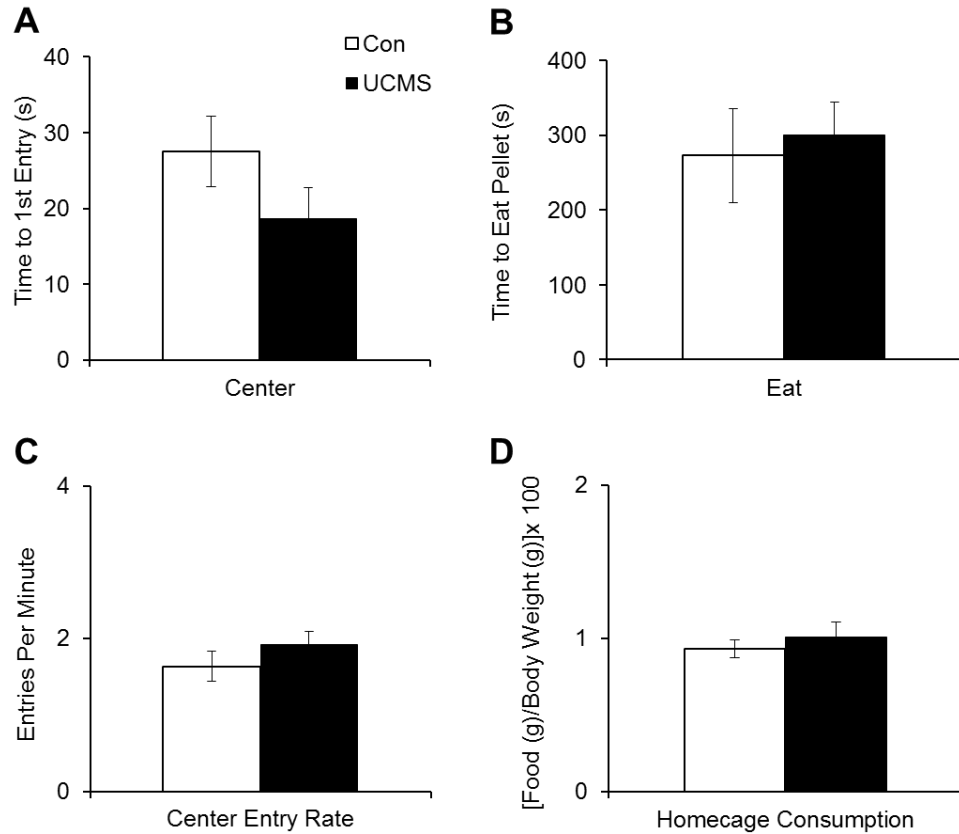 A
Con
UCMS
Time to 1st Entry (s)
40
30
20
10
0
Center
B
Time to Eat Pellet (s)
400
300
200
100
0
Eat
C
Entries Per Minute
4
2
0
Center Entry Rate
D
[Food (g)/Body Weight (g)]x 100
2
1
0
Homecage Consumption